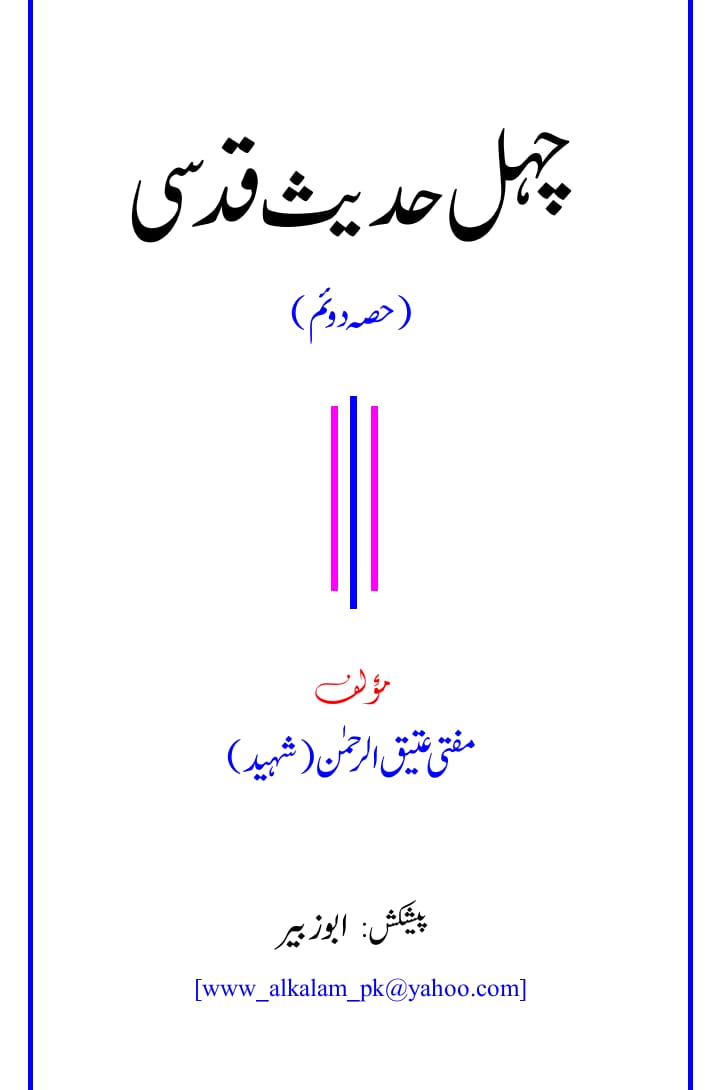 چہل حدیث قدسی
(حصہ دوئم)
مؤلف
مفتی عتیق الرحمٰن (شہید)
پیشکش: ابوزبیر
[www_alkalam_pk@yahoo.com]